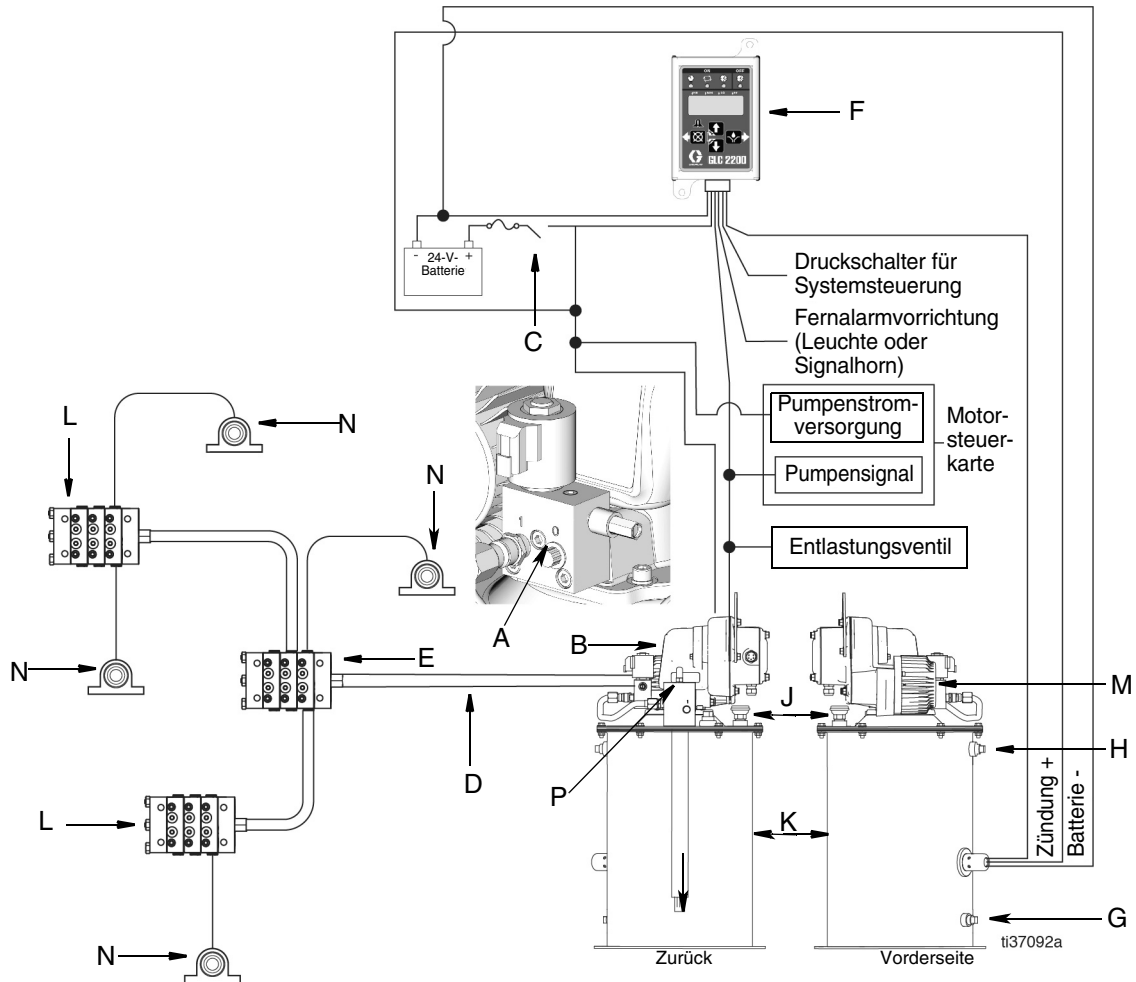 F
GLC 2200
- 24-V- +
Batterie
C
Druckschalter für
Systemsteuerung
Fernalarmvorrichtung
(Leuchte oder
Signalhorn)
Pumpenstrom-
versorgung
Motor-
steuer-
karte
Pumpensignal
Entlastungsventil
L
N
N
1
0
A
B
N
E
M
J
H
D
P
L
K
Zündung +
Batterie -
G
N
ti37092a
Zurück
Vorderseite